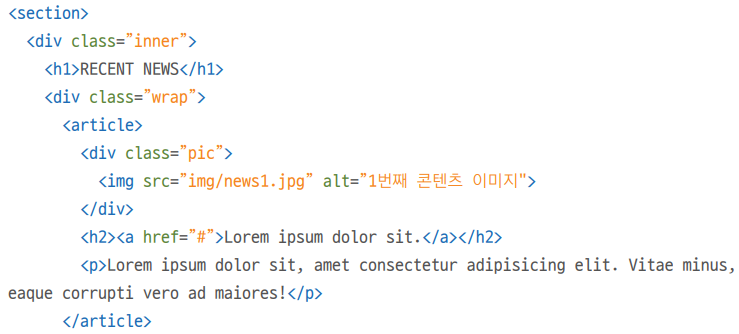 <section>
<div class=”inner”>
<h1>RECENT NEWS</h1>
<div class=”wrap”>
<article>
<div class=”pic”>
<img src=”img/news1.jpg” alt=”1번째 콘텐츠 이미지">
</div>
<h2><a href=”#”>Lorem ipsum dolor sit.</a></h2>
<p>Lorem ipsum dolor sit, amet consectetur adipisicing elit. Vitae minus,
eaque corrupti vero ad maiores!</p>
</article>